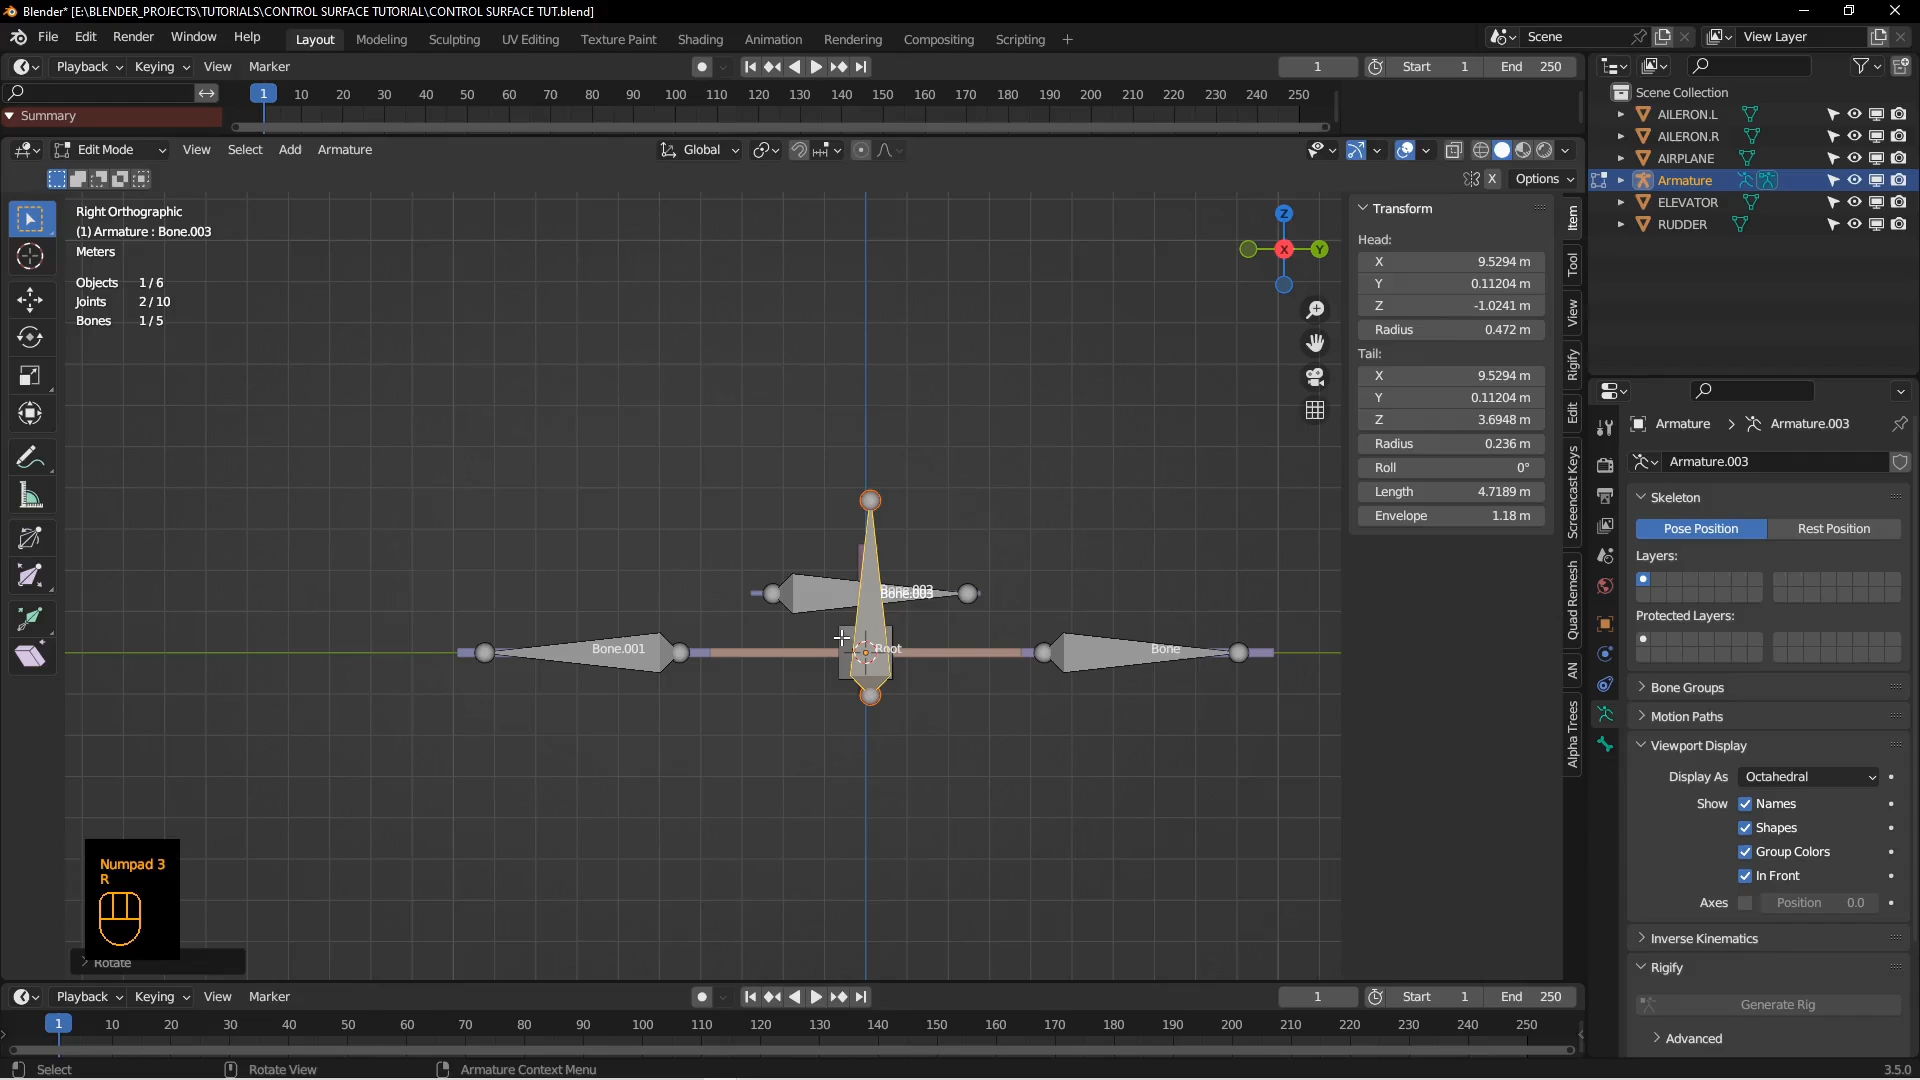 Blender* [E:\BLENDER_PROJECTS\TUTORIALS\CONTROL SURFACE TUTORIAL\CONTROL SURFACE TUT.blend]
File Edit Render Window Help Layout Modeling Sculpting UV Editing Texture Paint Shading Animation Rendering Compositing Scripting + Scene View Layer
Playback Keying View Marker 1 Start 1 End 250
1 10 20 30 40 50 60 70 80 90 100 110 120 130 140 150 160 170 180 190 200 210 220 230 240 250
Summary
Scene Collection
AILERON.L
AILERON.R
AIRPLANE
Armature
ELEVATOR
RUDDER
Edit Mode View Select Add Armature Global
X Options
Right Orthographic
(1) Armature : Bone.003
Meters
Objects 1/6
Joints 2/10
Bones 1/5
Z
X
Y
Transform
Head:
X 9.5294 m
Y 0.11204 m
Z -1.0241 m
Radius 0.472 m
Tail:
X 9.5294 m
Y 0.11204 m
Z 3.6948 m
Radius 0.236 m
Roll 0°
Length 4.7189 m
Envelope 1.18 m
Item
Tool
View
Rigify
Edit
Screencast Keys
Quad Remesh
AN
Alpha Trees
Bone.003
Bone.001
Root
Bone
Armature Armature.003
Armature.003
Skeleton
Pose Position Rest Position
Layers:
Protected Layers:
Bone Groups
Motion Paths
Viewport Display
Display As Octahedral
Show Names
Shapes
Group Colors
In Front
Axes Position 0.0
Inverse Kinematics
Rigify
Generate Rig
Advanced
Numpad 3
R
Rotate
Playback Keying View Marker 1 Start 1 End 250
1 10 20 30 40 50 60 70 80 90 100 110 120 130 140 150 160 170 180 190 200 210 220 230 240 250
Select Rotate View Armature Context Menu 3.5.0